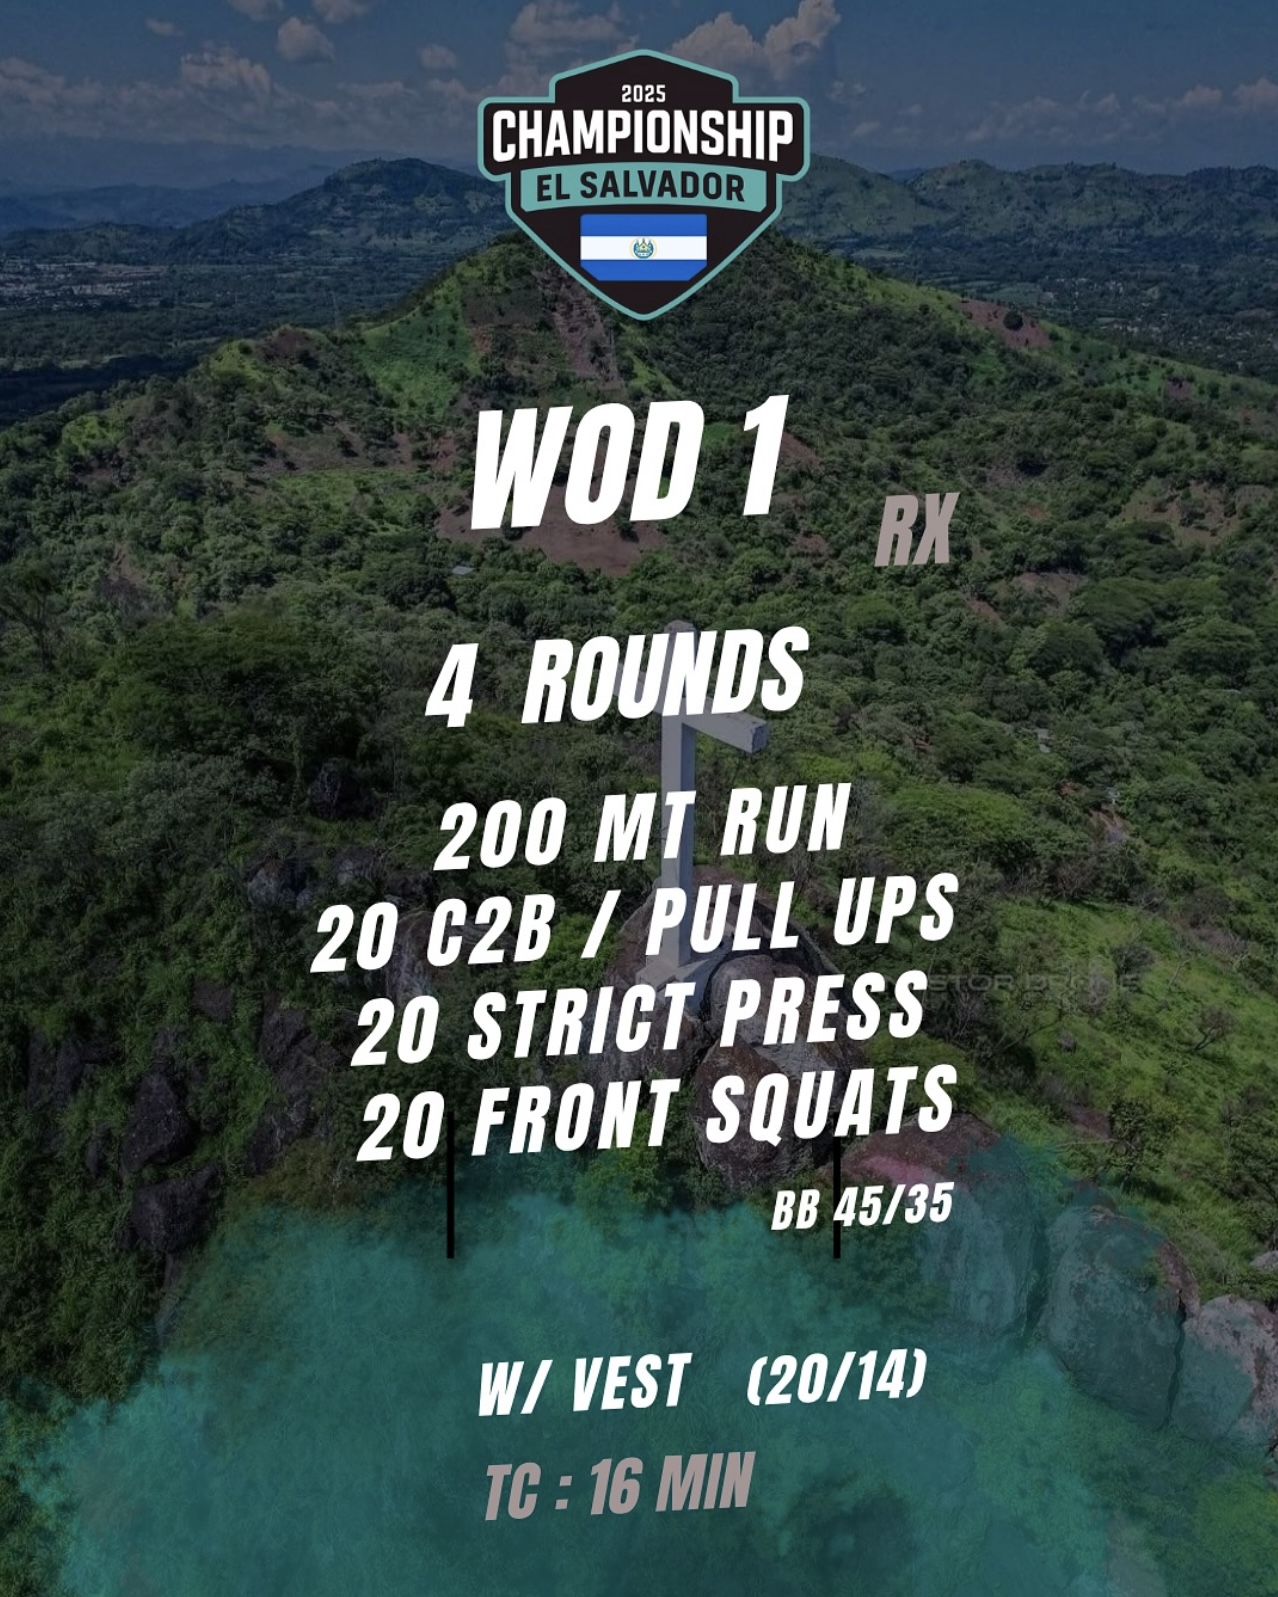 2025
CHAMPIONSHIP
EL SALVADOR
WOD 1
RX
4 ROUNDS
200 MT RUN
20 C2B / PULL UPS
20 STRICT PRESS
20 FRONT SQUATS
BB 45/35
W/ VEST (20/14)
TC : 16 MIN